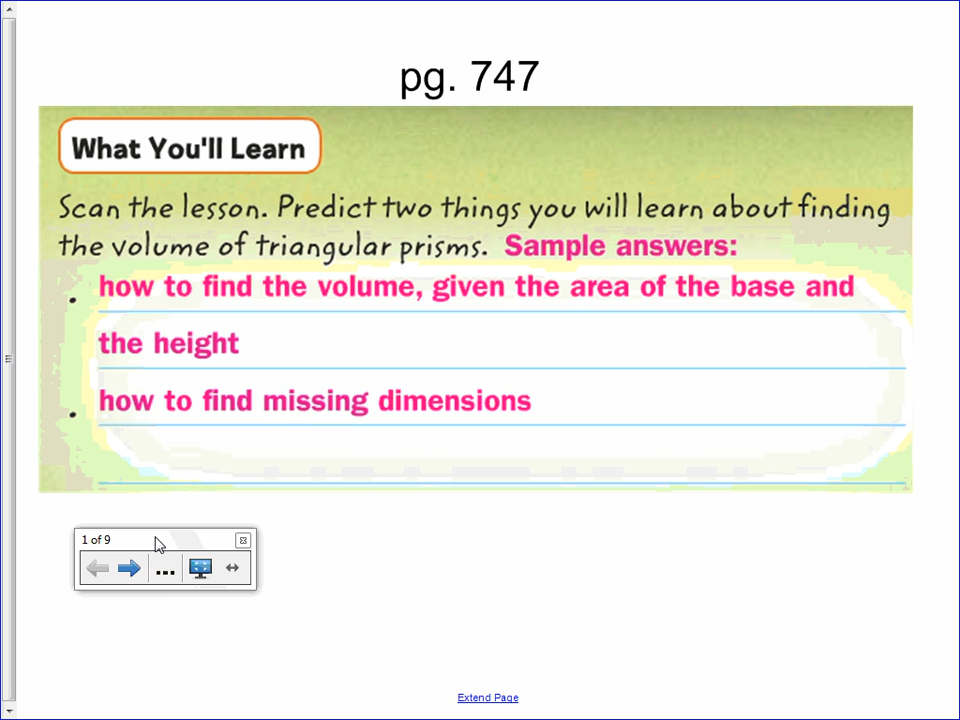 pg. 747
What You'll Learn
Scan the lesson. Predict two things you will learn about finding
the volume of triangular prisms. Sample answers:
• how to find the volume, given the area of the base and
the height
• how to find missing dimensions
1 of 9
...
Extend Page